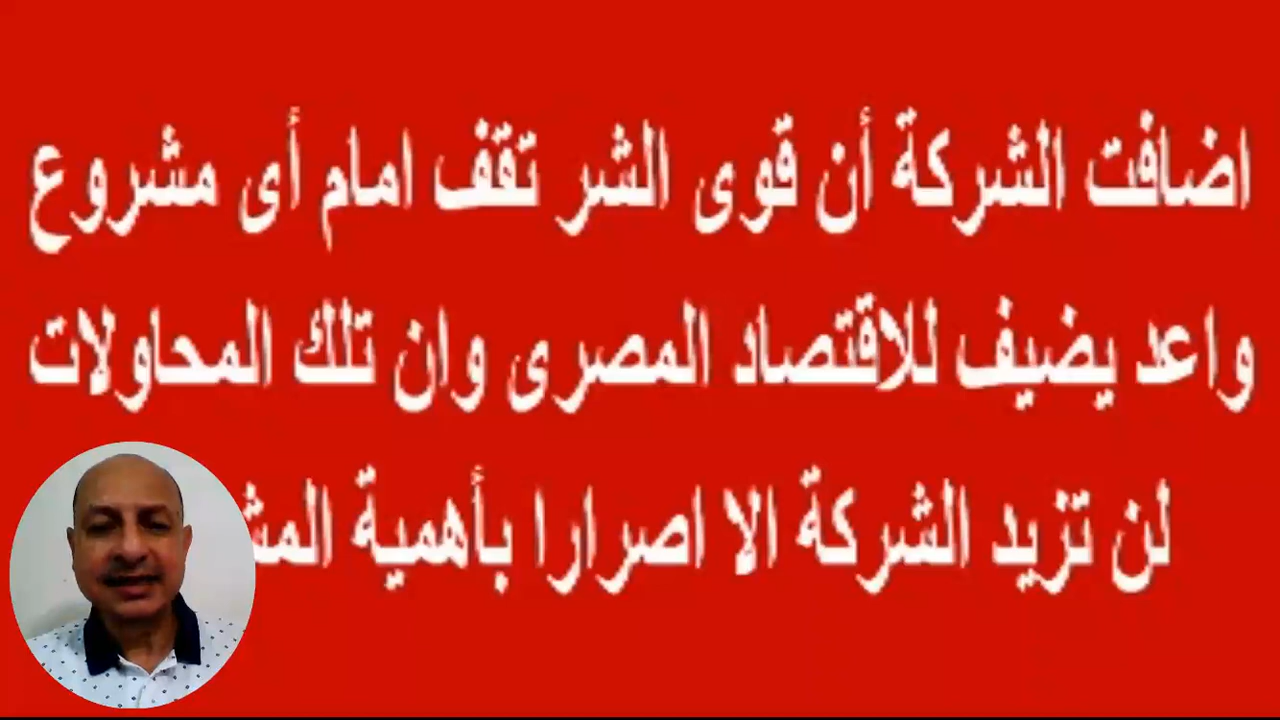 اضافت الشركة أن قوى الشر تقف امام أى مشروع
واعد يضيف للاقتصاد المصرى وان تلك المحاولات
لن تزيد الشركة الا اصرارا بأهمية